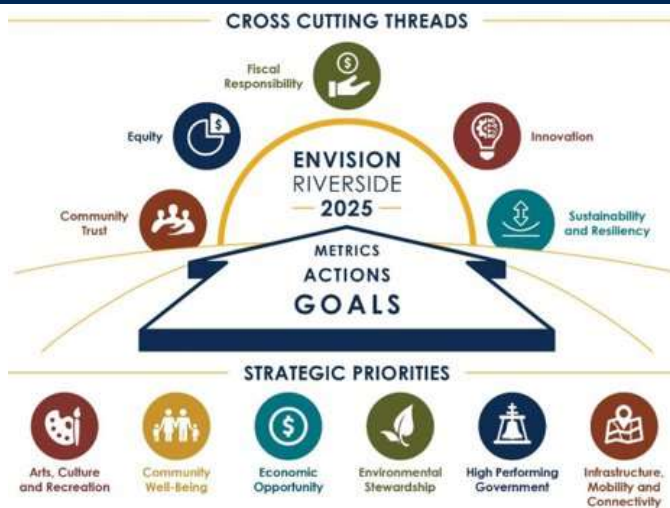 CROSS CUTTING THREADS
Fiscal
Responsibility
Equity
Innovation
Community
Trust
Sustainability
and Resiliency
ENVISION
RIVERSIDE
2025
METRICS
ACTIONS
GOALS
STRATEGIC PRIORITIES
Arts, Culture
and Recreation
Community
Well-Being
Economic
Opportunity
Environmental
Stewardship
High Performing
Government
Infrastructure,
Mobility and
Connectivity